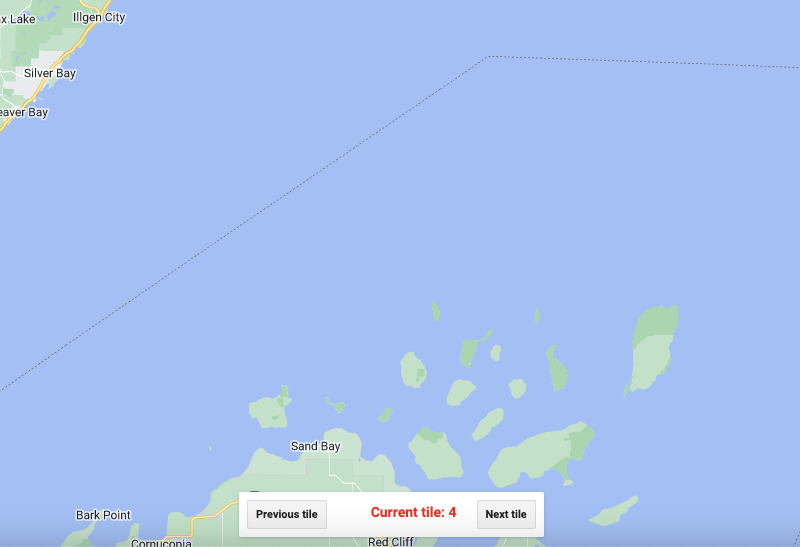 x Lake
Illgen City
Silver Bay
eaver Bay
Sand Bay
Bark Point
Cornucopia
Red Cliff
Previous tile
Current tile: 4
Next tile